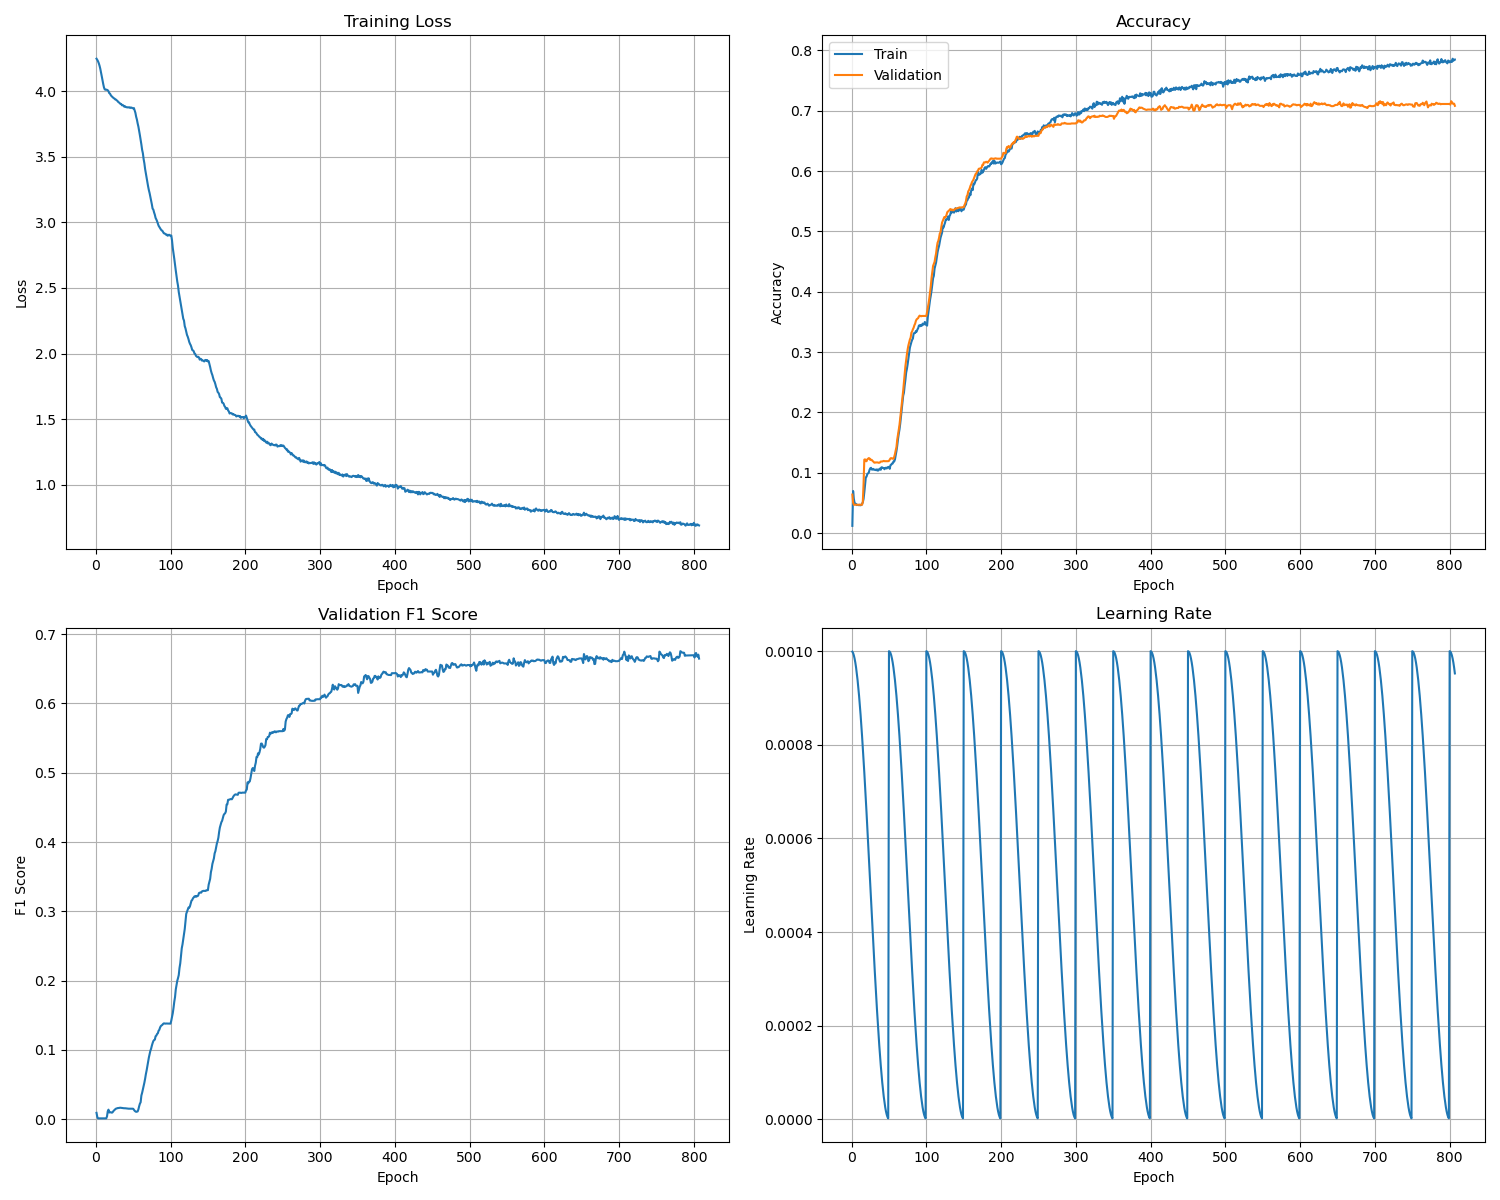 Training Loss
4.0
3.5
3.0
2.5
2.0
1.5
1.0
Loss
0 100 200 300 400 500 600 700 800
Epoch
Accuracy
Train
Validation
0.8
0.7
0.6
0.5
0.4
0.3
0.2
0.1
0.0
Accuracy
0 100 200 300 400 500 600 700 800
Epoch
Validation F1 Score
0.7
0.6
0.5
0.4
0.3
0.2
0.1
0.0
F1 Score
0 100 200 300 400 500 600 700 800
Epoch
Learning Rate
0.0010
0.0008
0.0006
0.0004
0.0002
0.0000
Learning Rate
0 100 200 300 400 500 600 700 800
Epoch